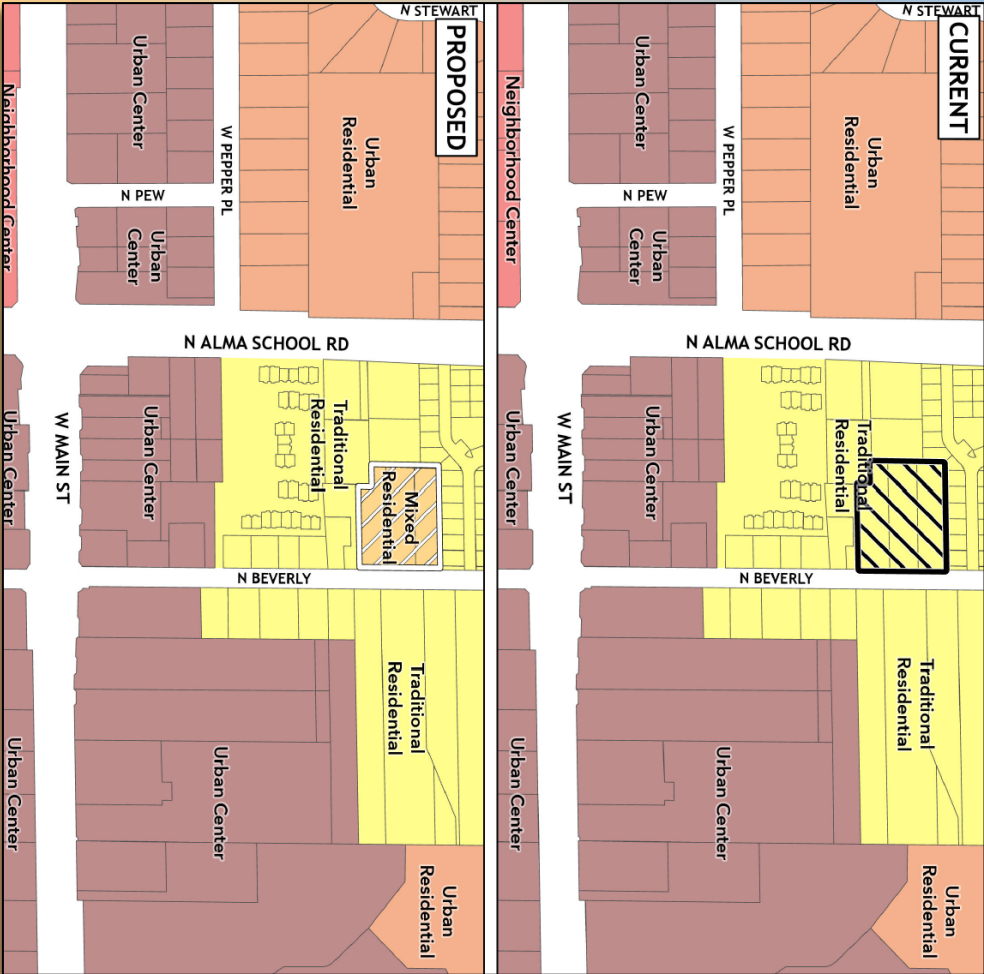 CURRENT
N STEWART
Urban
Residential
Traditional
Residential
Traditional
Residential
Urban
Residential
W PEPPER PL
N ALMA SCHOOL RD
N BEVERLY
N PEW
Urban Center
Urban
Center
Urban Center
Urban Center
W MAIN ST
Neighborhood Center
Urban Center
Urban Center
PROPOSED
N STEWART
Urban
Residential
Mixed
Residential
Traditional
Residential
Traditional
Residential
Urban
Residential
W PEPPER PL
N ALMA SCHOOL RD
N BEVERLY
N PEW
Urban Center
Urban
Center
Urban Center
Urban Center
W MAIN ST
Neighborhood Center
Urban Center
Urban Center